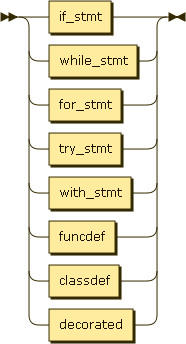 if_stmt
while_stmt
for_stmt
try_stmt
with_stmt
funcdef
classdef
decorated